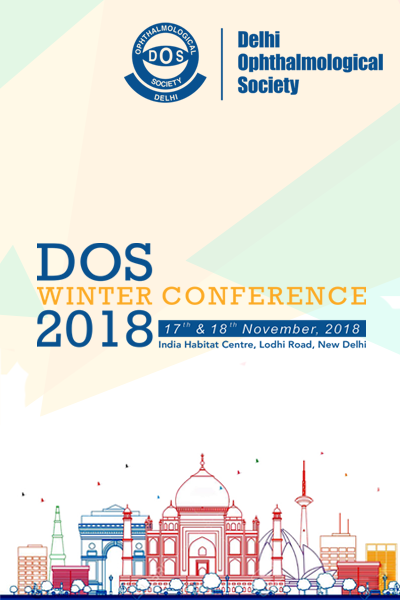 OPHTHALMOLOGICAL
DOS
SOCIETY
DELHI
Delhi
Ophthalmological
Society
DOS
WINTER CONFERENCE
2018
17th & 18th November, 2018
India Habitat Centre, Lodhi Road, New Delhi